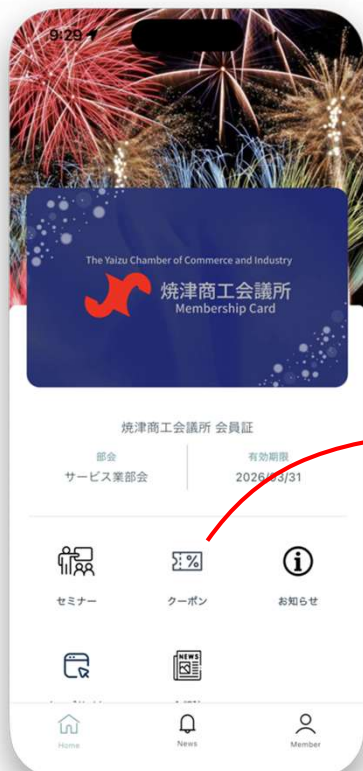 9:29
The Yaizu Chamber of Commerce and Industry
焼津商工会議所
Membership Card
焼津商工会議所 会員証
部会 有効期限
サービス業部会 2026/03/31
セミナー クーポン お知らせ
NEWS
Home News Member